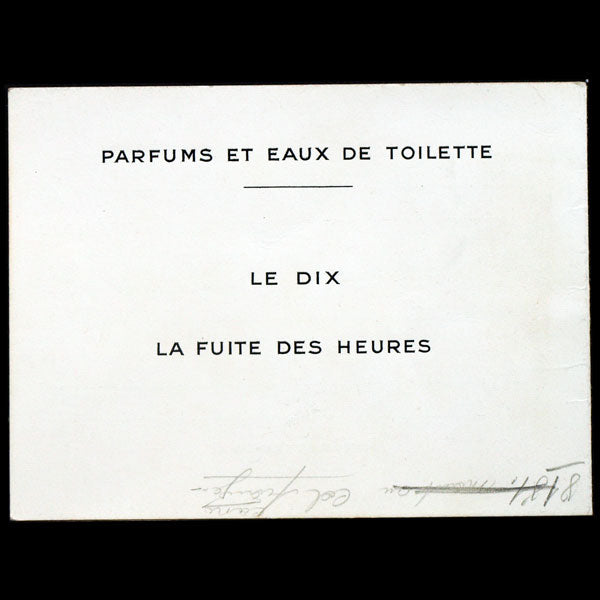 PARFUMS ET EAUX DE TOILETTE
LE DIX
LA FUITE DES HEURES